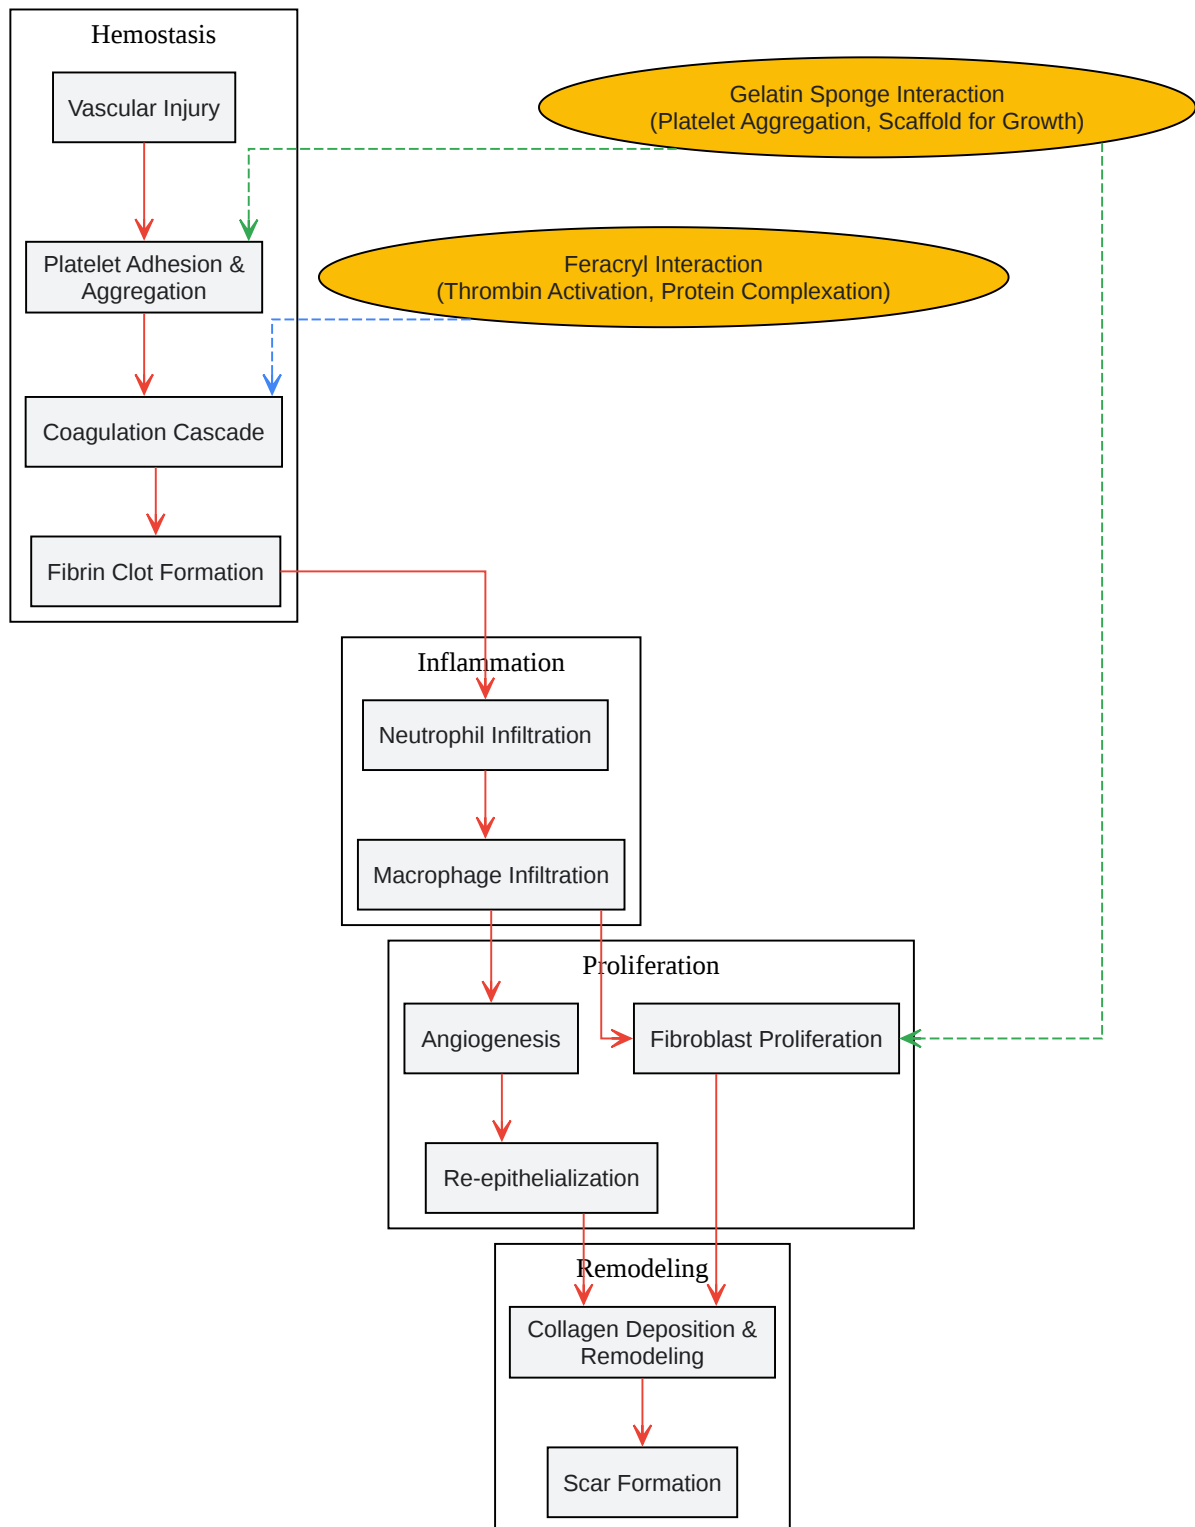 Hemostasis
Vascular Injury
Gelatin Sponge Interaction
(Platelet Aggregation, Scaffold for Growth)
Platelet Adhesion &
Aggregation
Feracryl Interaction
(Thrombin Activation, Protein Complexation)
Coagulation Cascade
Fibrin Clot Formation
Inflammation
Neutrophil Infiltration
Macrophage Infiltration
Proliferation
Angiogenesis
Fibroblast Proliferation
Re-epithelialization
Remodeling
Collagen Deposition &
Remodeling
Scar Formation